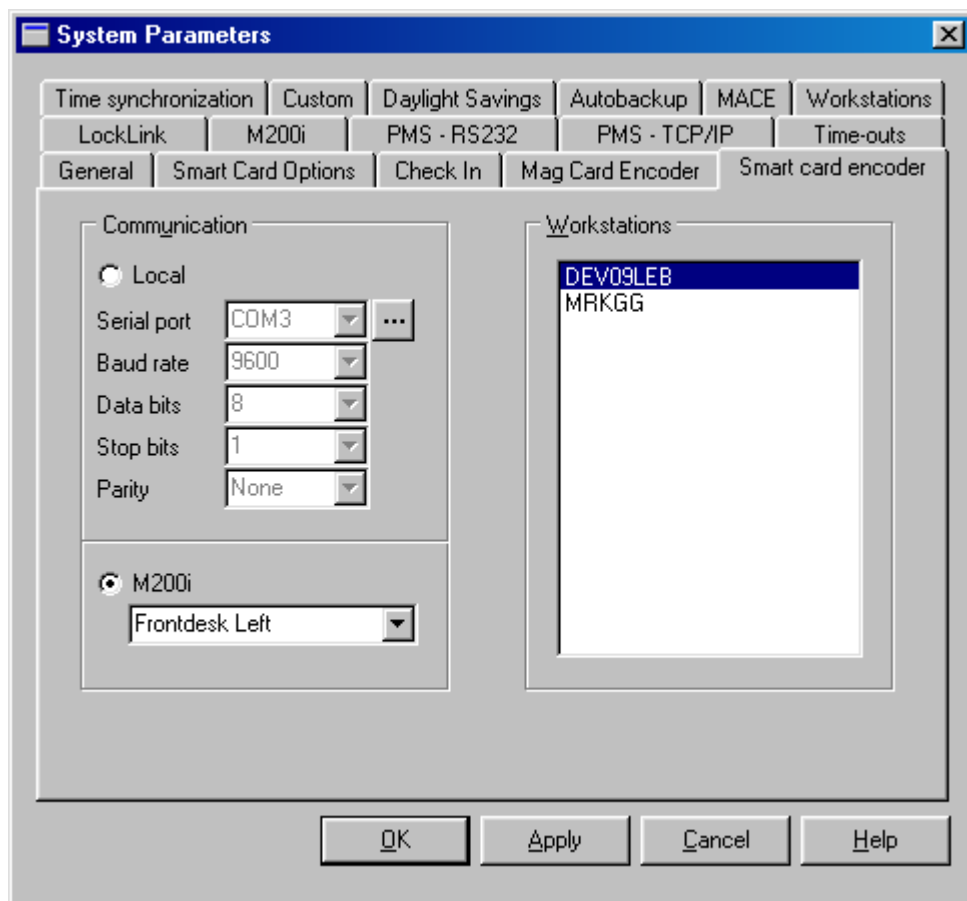 System Parameters
Time synchronization Custom Daylight Savings Autobackup MACE Workstations
LockLink M200i PMS - RS232 PMS - TCP/IP Time-outs
General Smart Card Options Check In Mag Card Encoder Smart card encoder
Communication
Local
Serial port COM3 ...
Baud rate 9600
Data bits 8
Stop bits 1
Parity None
M200i
Frontdesk Left
Workstations
DEV09LEB
MRKGG
OK Apply Cancel Help